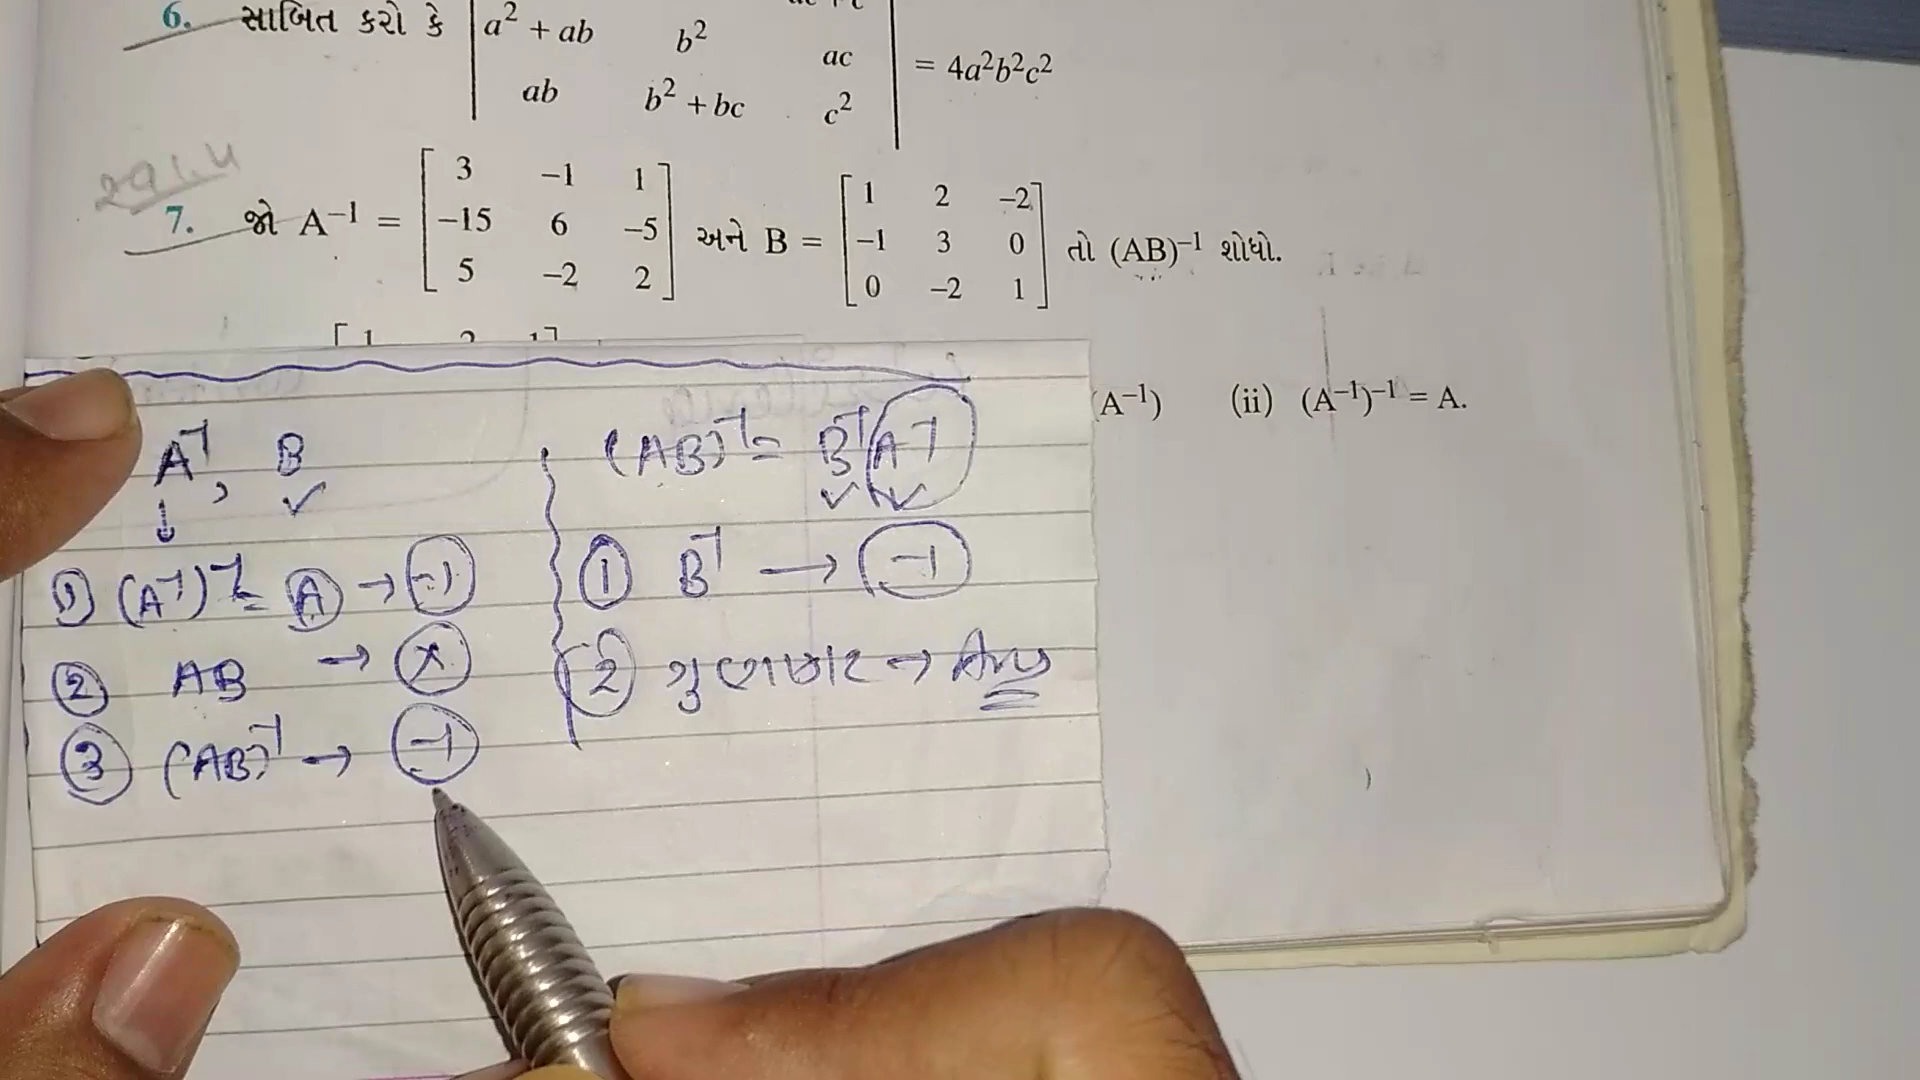 6. સાબિત કરો કે | a² + ab b² ac | = 4a²b²c²
ab b² + bc c²
7. જો A⁻¹ = [ 3 −1 1
−15 6 −5
5 −2 2 ] અને B = [ 1 2 −2
−1 3 0
0 −2 1 ] તો (AB)⁻¹ શોધો.
(A⁻¹) (ii) (A⁻¹)⁻¹ = A.
A⁻¹, B ✓
↓
① (A⁻¹)⁻¹ = A → −1
② AB → ×
③ (AB)⁻¹ → −1
(AB)⁻¹ = B⁻¹ A⁻¹
✓ ✓
① B⁻¹ → −1
② ગુણાકાર → Ans